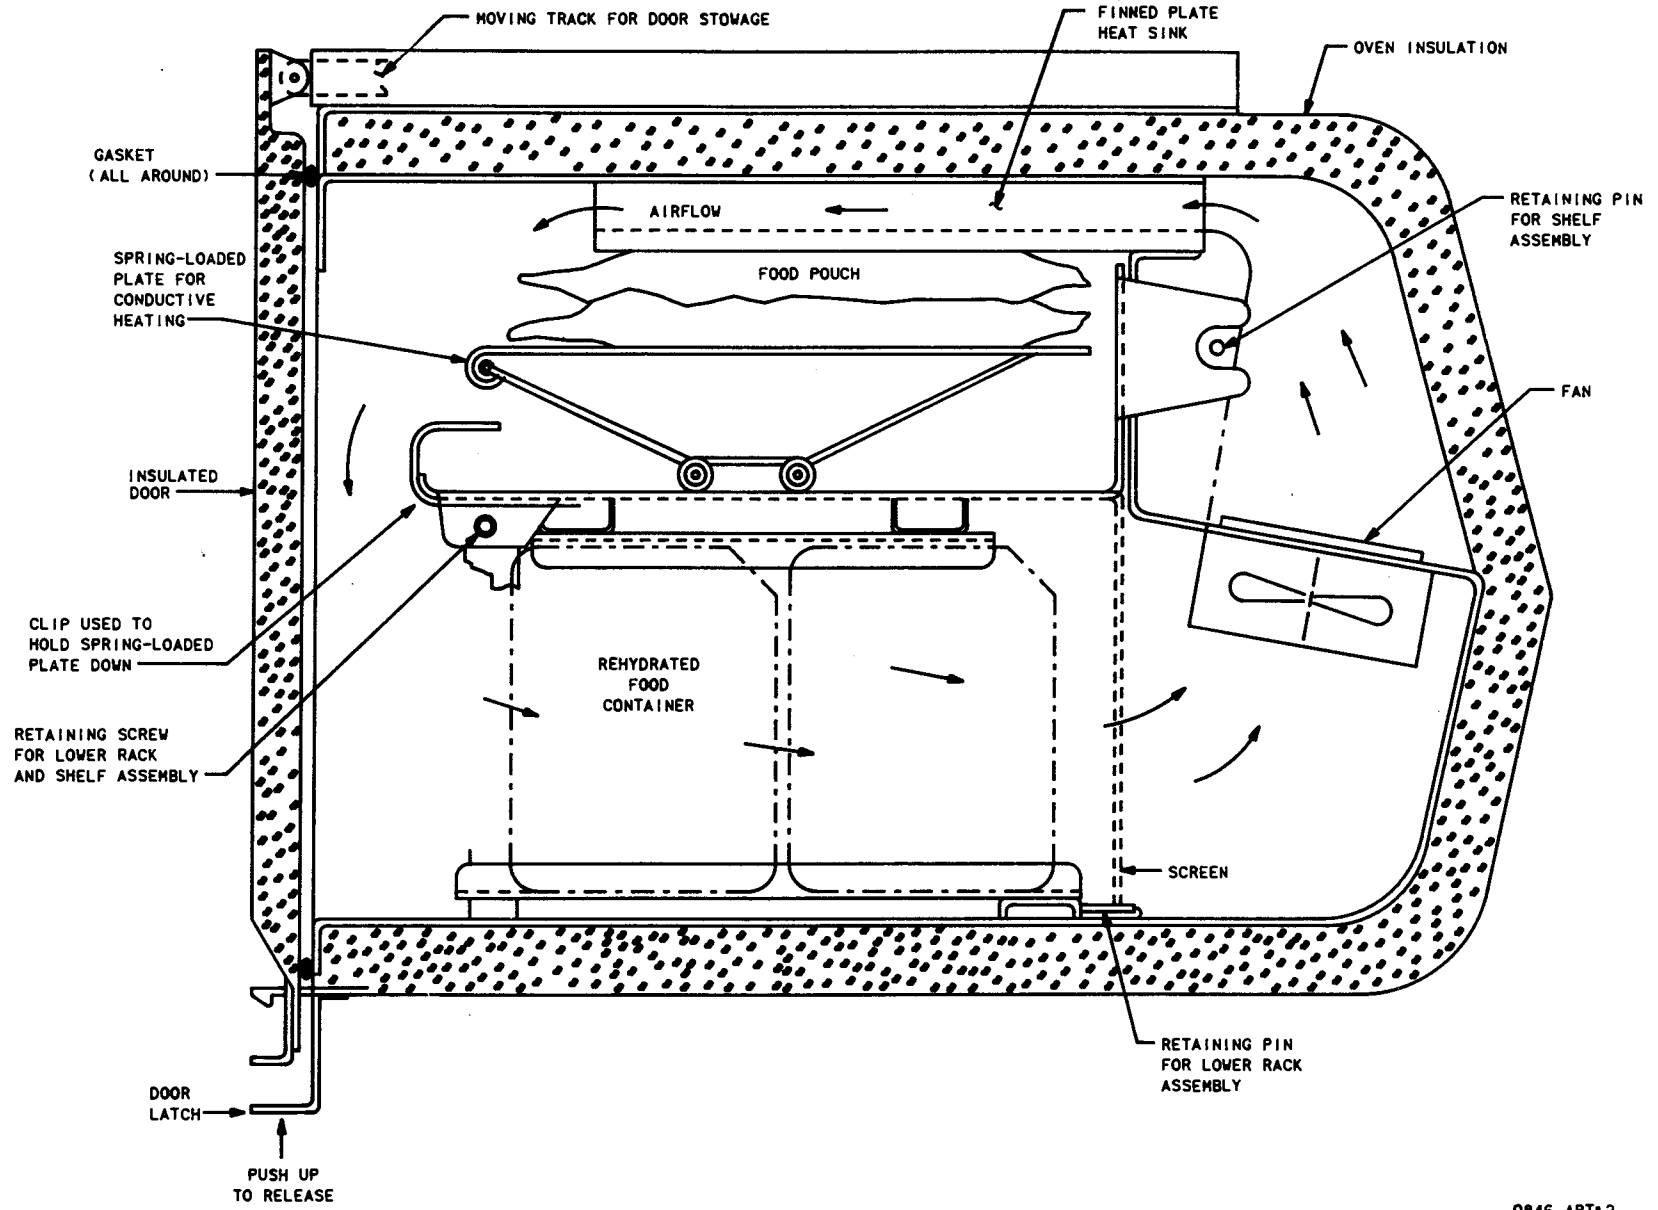 MOVING TRACK FOR DOOR STOWAGE
FINNED PLATE
HEAT SINK
OVEN INSULATION
GASKET
(ALL AROUND)
AIRFLOW
RETAINING PIN
FOR SHELF
ASSEMBLY
SPRING-LOADED
PLATE FOR
CONDUCTIVE
HEATING
FOOD POUCH
FAN
INSULATED
DOOR
CLIP USED TO
HOLD SPRING-LOADED
PLATE DOWN
REHYDRATED
FOOD
CONTAINER
RETAINING SCREW
FOR LOWER RACK
AND SHELF ASSEMBLY
SCREEN
RETAINING PIN
FOR LOWER RACK
ASSEMBLY
DOOR
LATCH
PUSH UP
TO RELEASE